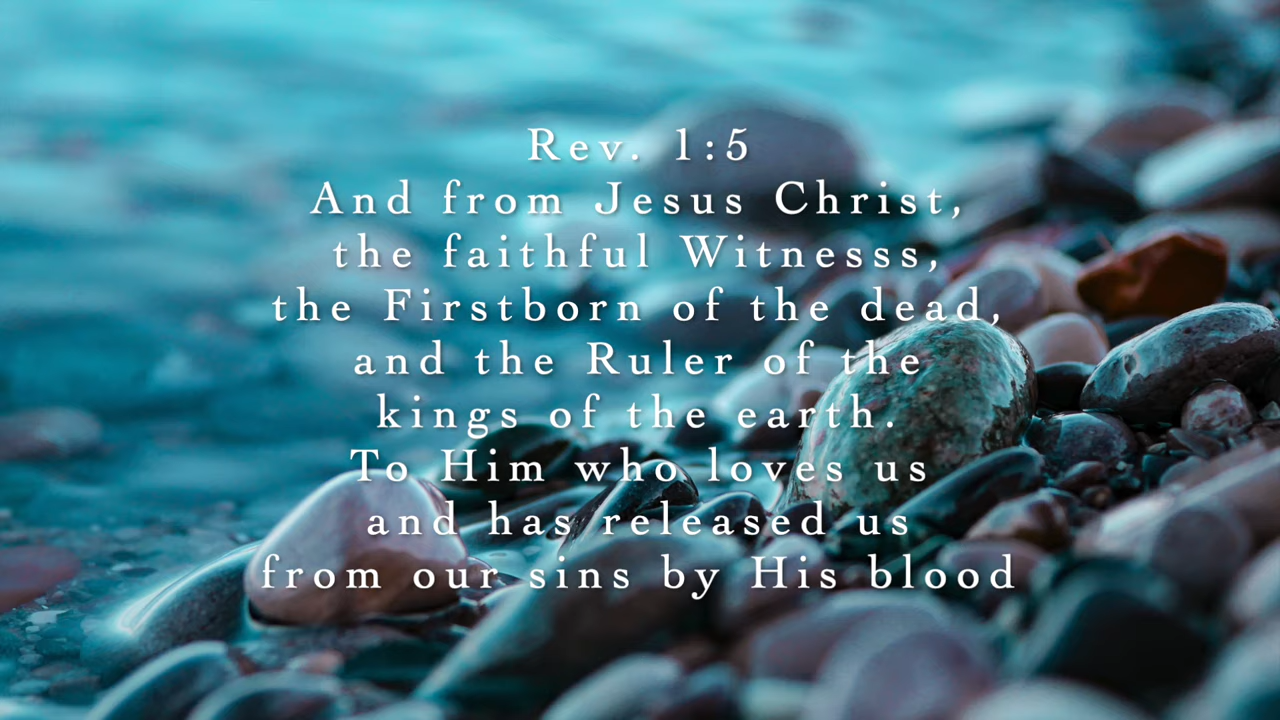 Rev. 1:5
And from Jesus Christ,
the faithful Witnesss,
the Firstborn of the dead,
and the Ruler of the
kings of the earth.
To Him who loves us
and has released us
from our sins by His blood